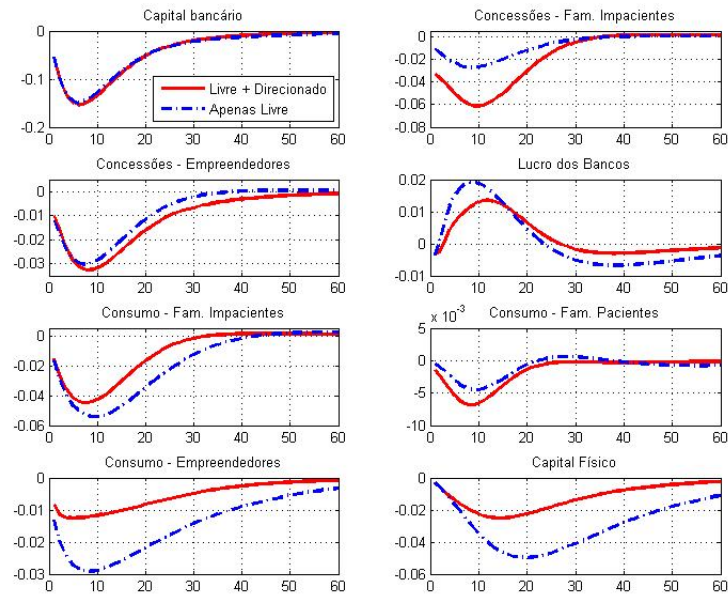 Capital bancário
0
-0.1
-0.2
0 10 20 30 40 50 60
Livre + Direcionado
Apenas Livre
Concessões - Fam. Impacientes
0
-0.02
-0.04
-0.06
-0.08
0 10 20 30 40 50 60
Concessões - Empreendedores
0
-0.01
-0.02
-0.03
0 10 20 30 40 50 60
Lucro dos Bancos
0.02
0.01
0
-0.01
0 10 20 30 40 50 60
Consumo - Fam. Impacientes
0
-0.02
-0.04
-0.06
0 10 20 30 40 50 60
Consumo - Fam. Pacientes
x 10⁻³
5
0
-5
-10
0 10 20 30 40 50 60
Consumo - Empreendedores
0
-0.01
-0.02
-0.03
0 10 20 30 40 50 60
Capital Físico
0
-0.02
-0.04
-0.06
0 10 20 30 40 50 60